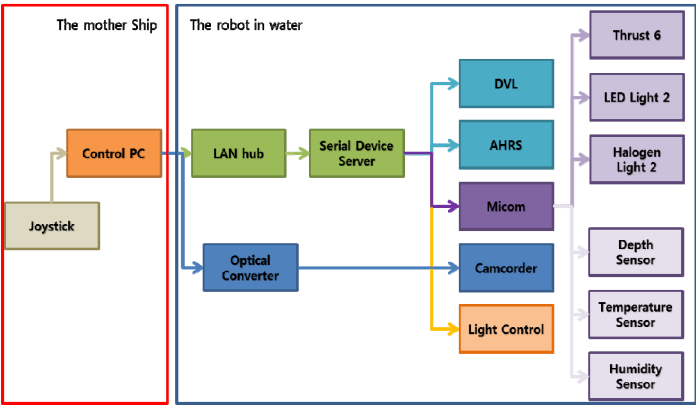 The mother Ship
The robot in water
Joystick
Control PC
LAN hub
Serial Device
Server
Optical
Converter
DVL
AHRS
Micom
Camcorder
Light Control
Thrust 6
LED Light 2
Halogen
Light 2
Depth
Sensor
Temperature
Sensor
Humidity
Sensor